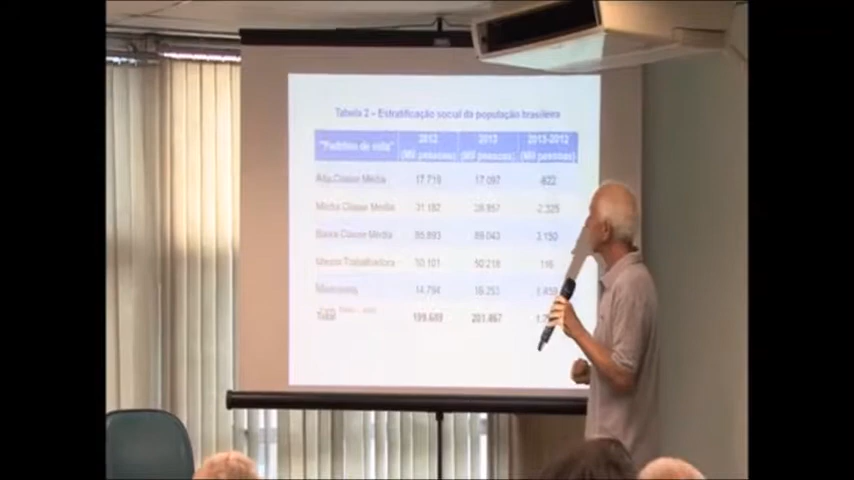 Tabela 2 – Estratificação social da população brasileira
"Padrões de vida" 2012 (Mil pessoas) 2013 (Mil pessoas) 2013-2012 (Mil pessoas)
Alta Classe Média 17.719 17.097 -622
Média Classe Média 31.182 28.857 -2.325
Baixa Classe Média 85.893 89.043 3.150
Massa Trabalhadora 50.101 50.218 116
Miseráveis 14.794 16.253
Total 199.689 201.467